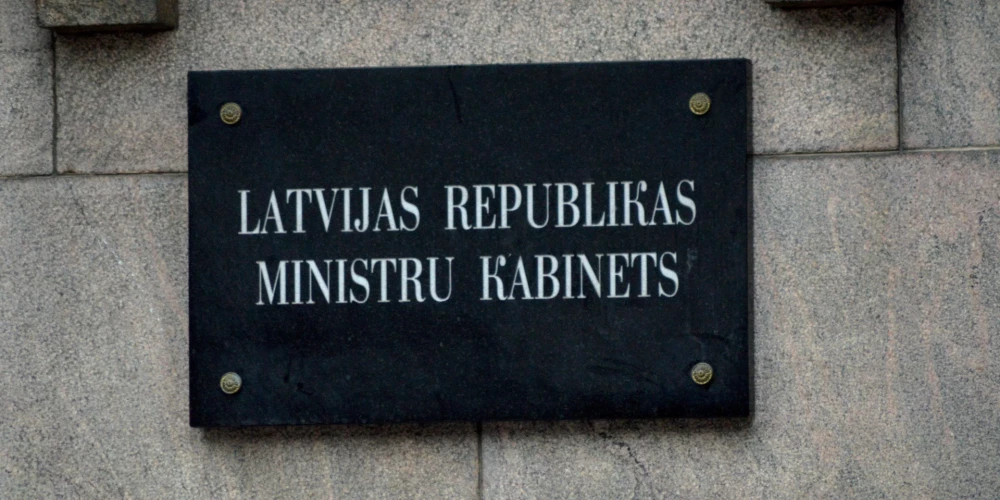 LATVIJAS REPUBLIKAS
MINISTRU KABINETS